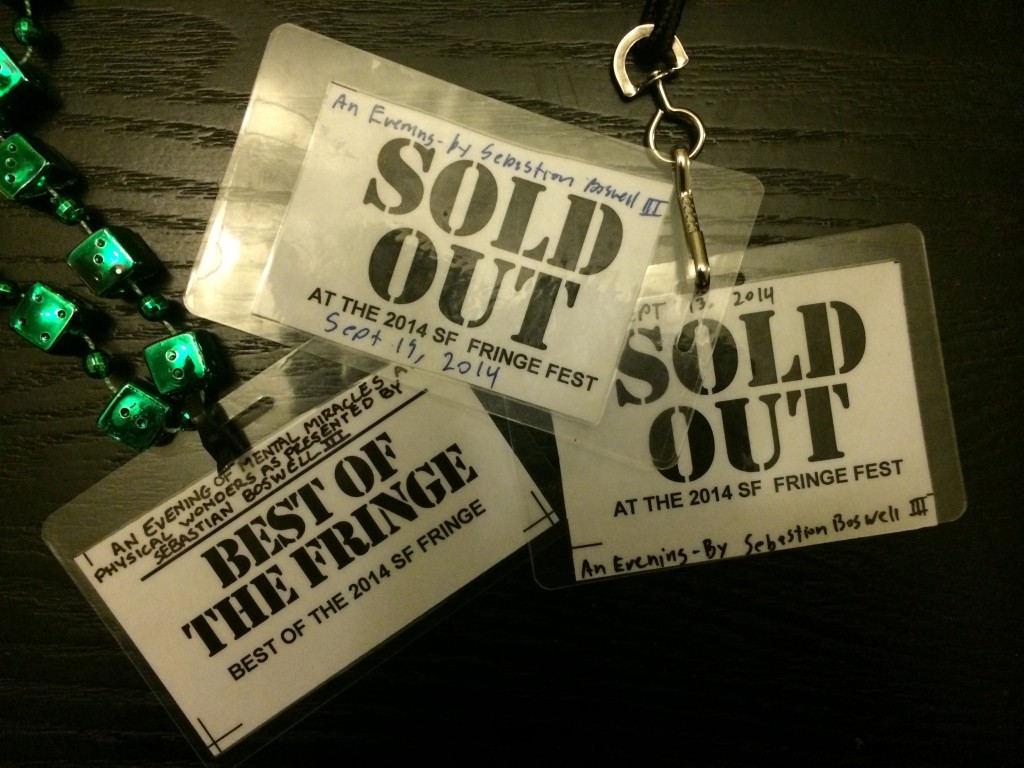 An Evening - by Sebastian Boswell III
SOLD
OUT
AT THE 2014 SF FRINGE FEST
Sept 19, 2014
SEPT 13, 2014
SOLD
OUT
AT THE 2014 SF FRINGE FEST
An Evening - By Sebastian Boswell III
AN EVENING OF MENTAL MIRACLES
PHYSICAL WONDERS AS PRESENTED BY
SEBASTIAN BOSWELL III
BEST OF
THE FRINGE
BEST OF THE 2014 SF FRINGE